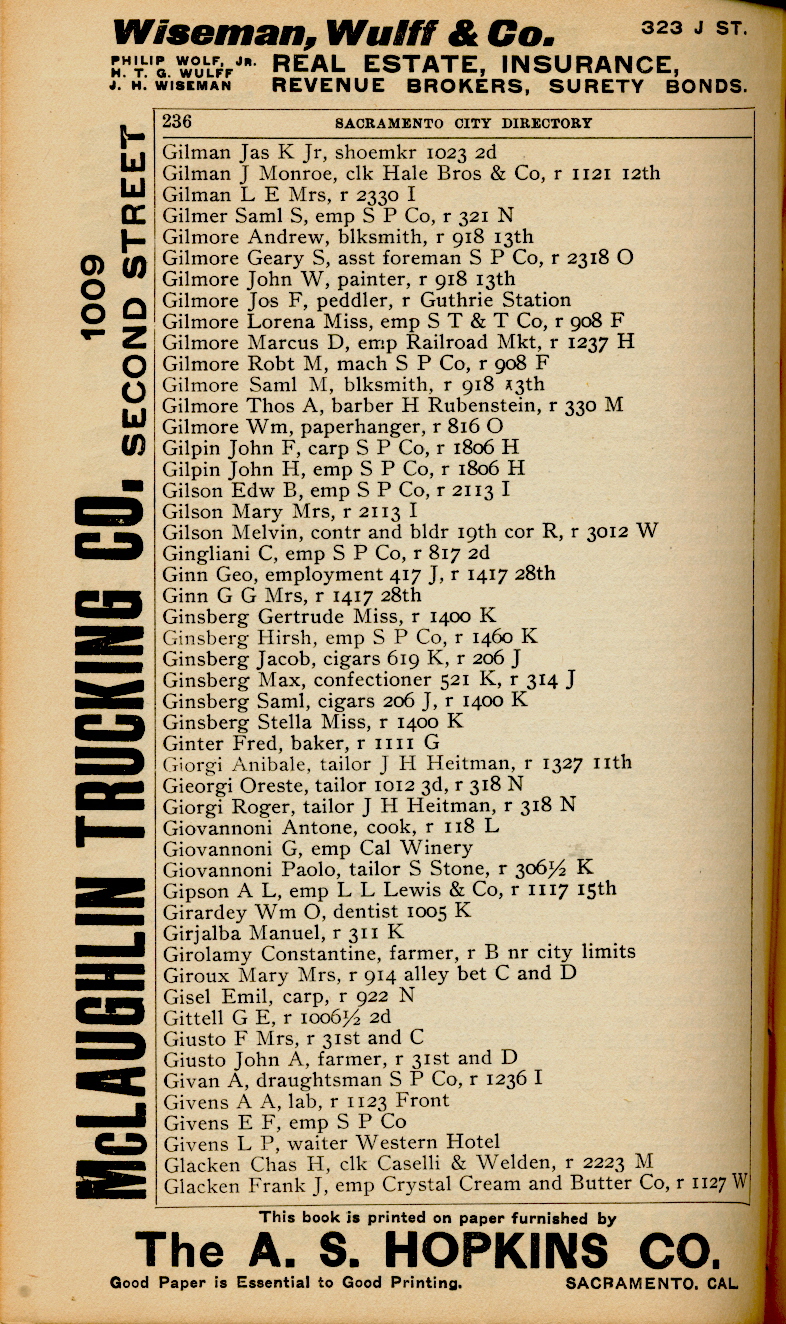 Wiseman, Wulff & Co. 323 J ST.
PHILIP WOLF, JR.
H. T. G. WULFF
J. H. WISEMAN
REAL ESTATE, INSURANCE,
REVENUE BROKERS, SURETY BONDS.
McLAUGHLIN TRUCKING CO. 1009 SECOND STREET
236 SACRAMENTO CITY DIRECTORY
Gilman Jas K Jr, shoemkr 1023 2d
Gilman J Monroe, clk Hale Bros & Co, r 1121 12th
Gilman L E Mrs, r 2330 I
Gilmer Saml S, emp S P Co, r 321 N
Gilmore Andrew, blksmith, r 918 13th
Gilmore Geary S, asst foreman S P Co, r 2318 O
Gilmore John W, painter, r 918 13th
Gilmore Jos F, peddler, r Guthrie Station
Gilmore Lorena Miss, emp S T & T Co, r 908 F
Gilmore Marcus D, emp Railroad Mkt, r 1237 H
Gilmore Robt M, mach S P Co, r 908 F
Gilmore Saml M, blksmith, r 918 13th
Gilmore Thos A, barber H Rubenstein, r 330 M
Gilmore Wm, paperhanger, r 816 O
Gilpin John F, carp S P Co, r 1806 H
Gilpin John H, emp S P Co, r 1806 H
Gilson Edw B, emp S P Co, r 2113 I
Gilson Mary Mrs, r 2113 I
Gilson Melvin, contr and bldr 19th cor R, r 3012 W
Gingliani C, emp S P Co, r 817 2d
Ginn Geo, employment 417 J, r 1417 28th
Ginn G G Mrs, r 1417 28th
Ginsberg Gertrude Miss, r 1400 K
Ginsberg Hirsh, emp S P Co, r 1460 K
Ginsberg Jacob, cigars 619 K, r 206 J
Ginsberg Max, confectioner 521 K, r 314 J
Ginsberg Saml, cigars 206 J, r 1400 K
Ginsberg Stella Miss, r 1400 K
Ginter Fred, baker, r 1111 G
Giorgi Anibale, tailor J H Heitman, r 1327 11th
Gieorgi Oreste, tailor 1012 3d, r 318 N
Giorgi Roger, tailor J H Heitman, r 318 N
Giovannoni Antone, cook, r 118 L
Giovannoni G, emp Cal Winery
Giovannoni Paolo, tailor S Stone, r 306½ K
Gipson A L, emp L L Lewis & Co, r 1117 15th
Girardey Wm O, dentist 1005 K
Girjalba Manuel, r 311 K
Girolamy Constantine, farmer, r B nr city limits
Giroux Mary Mrs, r 914 alley bet C and D
Gisel Emil, carp, r 922 N
Gittell G E, r 1006½ 2d
Giusto F Mrs, r 31st and C
Giusto John A, farmer, r 31st and D
Givan A, draughtsman S P Co, r 1236 I
Givens A A, lab, r 1123 Front
Givens E F, emp S P Co
Givens L P, waiter Western Hotel
Glacken Chas H, clk Caselli & Welden, r 2223 M
Glacken Frank J, emp Crystal Cream and Butter Co, r 1127 W
This book is printed on paper furnished by
The A. S. HOPKINS CO.
Good Paper is Essential to Good Printing. SACRAMENTO, CAL